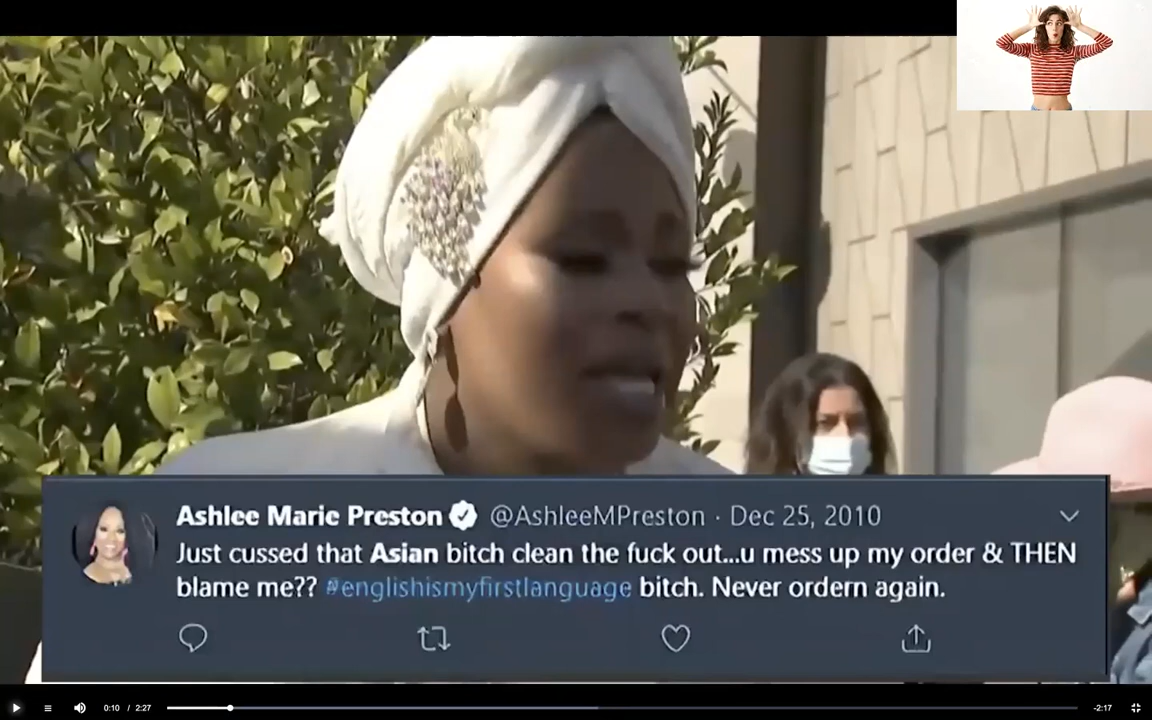 Ashlee Marie Preston @AshleeMPreston · Dec 25, 2010
Just cussed that Asian bitch clean the fuck out...u mess up my order & THEN
blame me?? #englishismyfirstlanguage bitch. Never ordern again.
0:10 / 2:27
-2:17